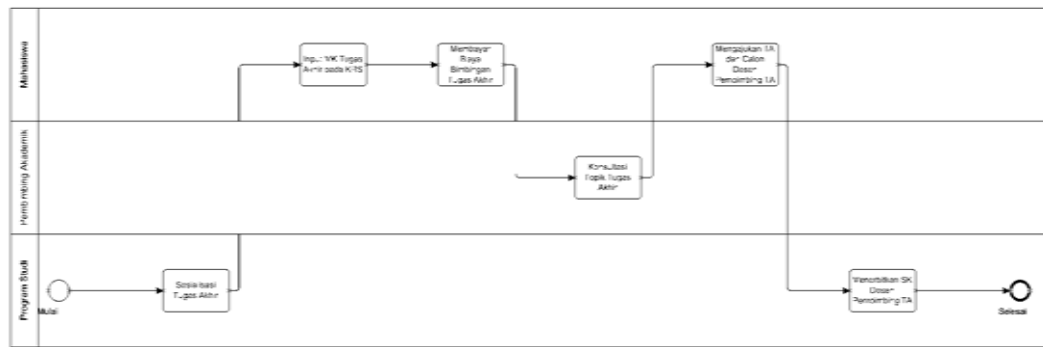 Mahasiswa
Input MK Tugas
Akhir pada KRS
Membayar
Biaya
Bimbingan
Tugas Akhir
Mengajukan TA
dan Calon
Dosen
Pembimbing TA
Pembimbing Akademik
Konsultasi
Topik Tugas
Akhir
Program Studi
Mulai
Sosialisasi
Tugas Akhir
Menerbitkan SK
Dosen
Pembimbing TA
Selesai